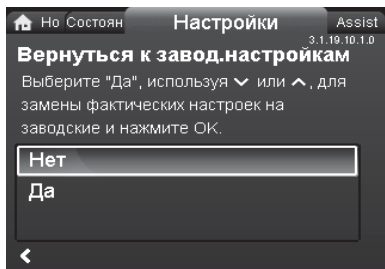 Но Состоян Настройки Assist
3.1.19.10.1.0
Вернуться к завод.настройкам
Выберите "Да", используя ⌄ или ⌃, для
замены фактических настроек на
заводские и нажмите OK.
Нет
Да